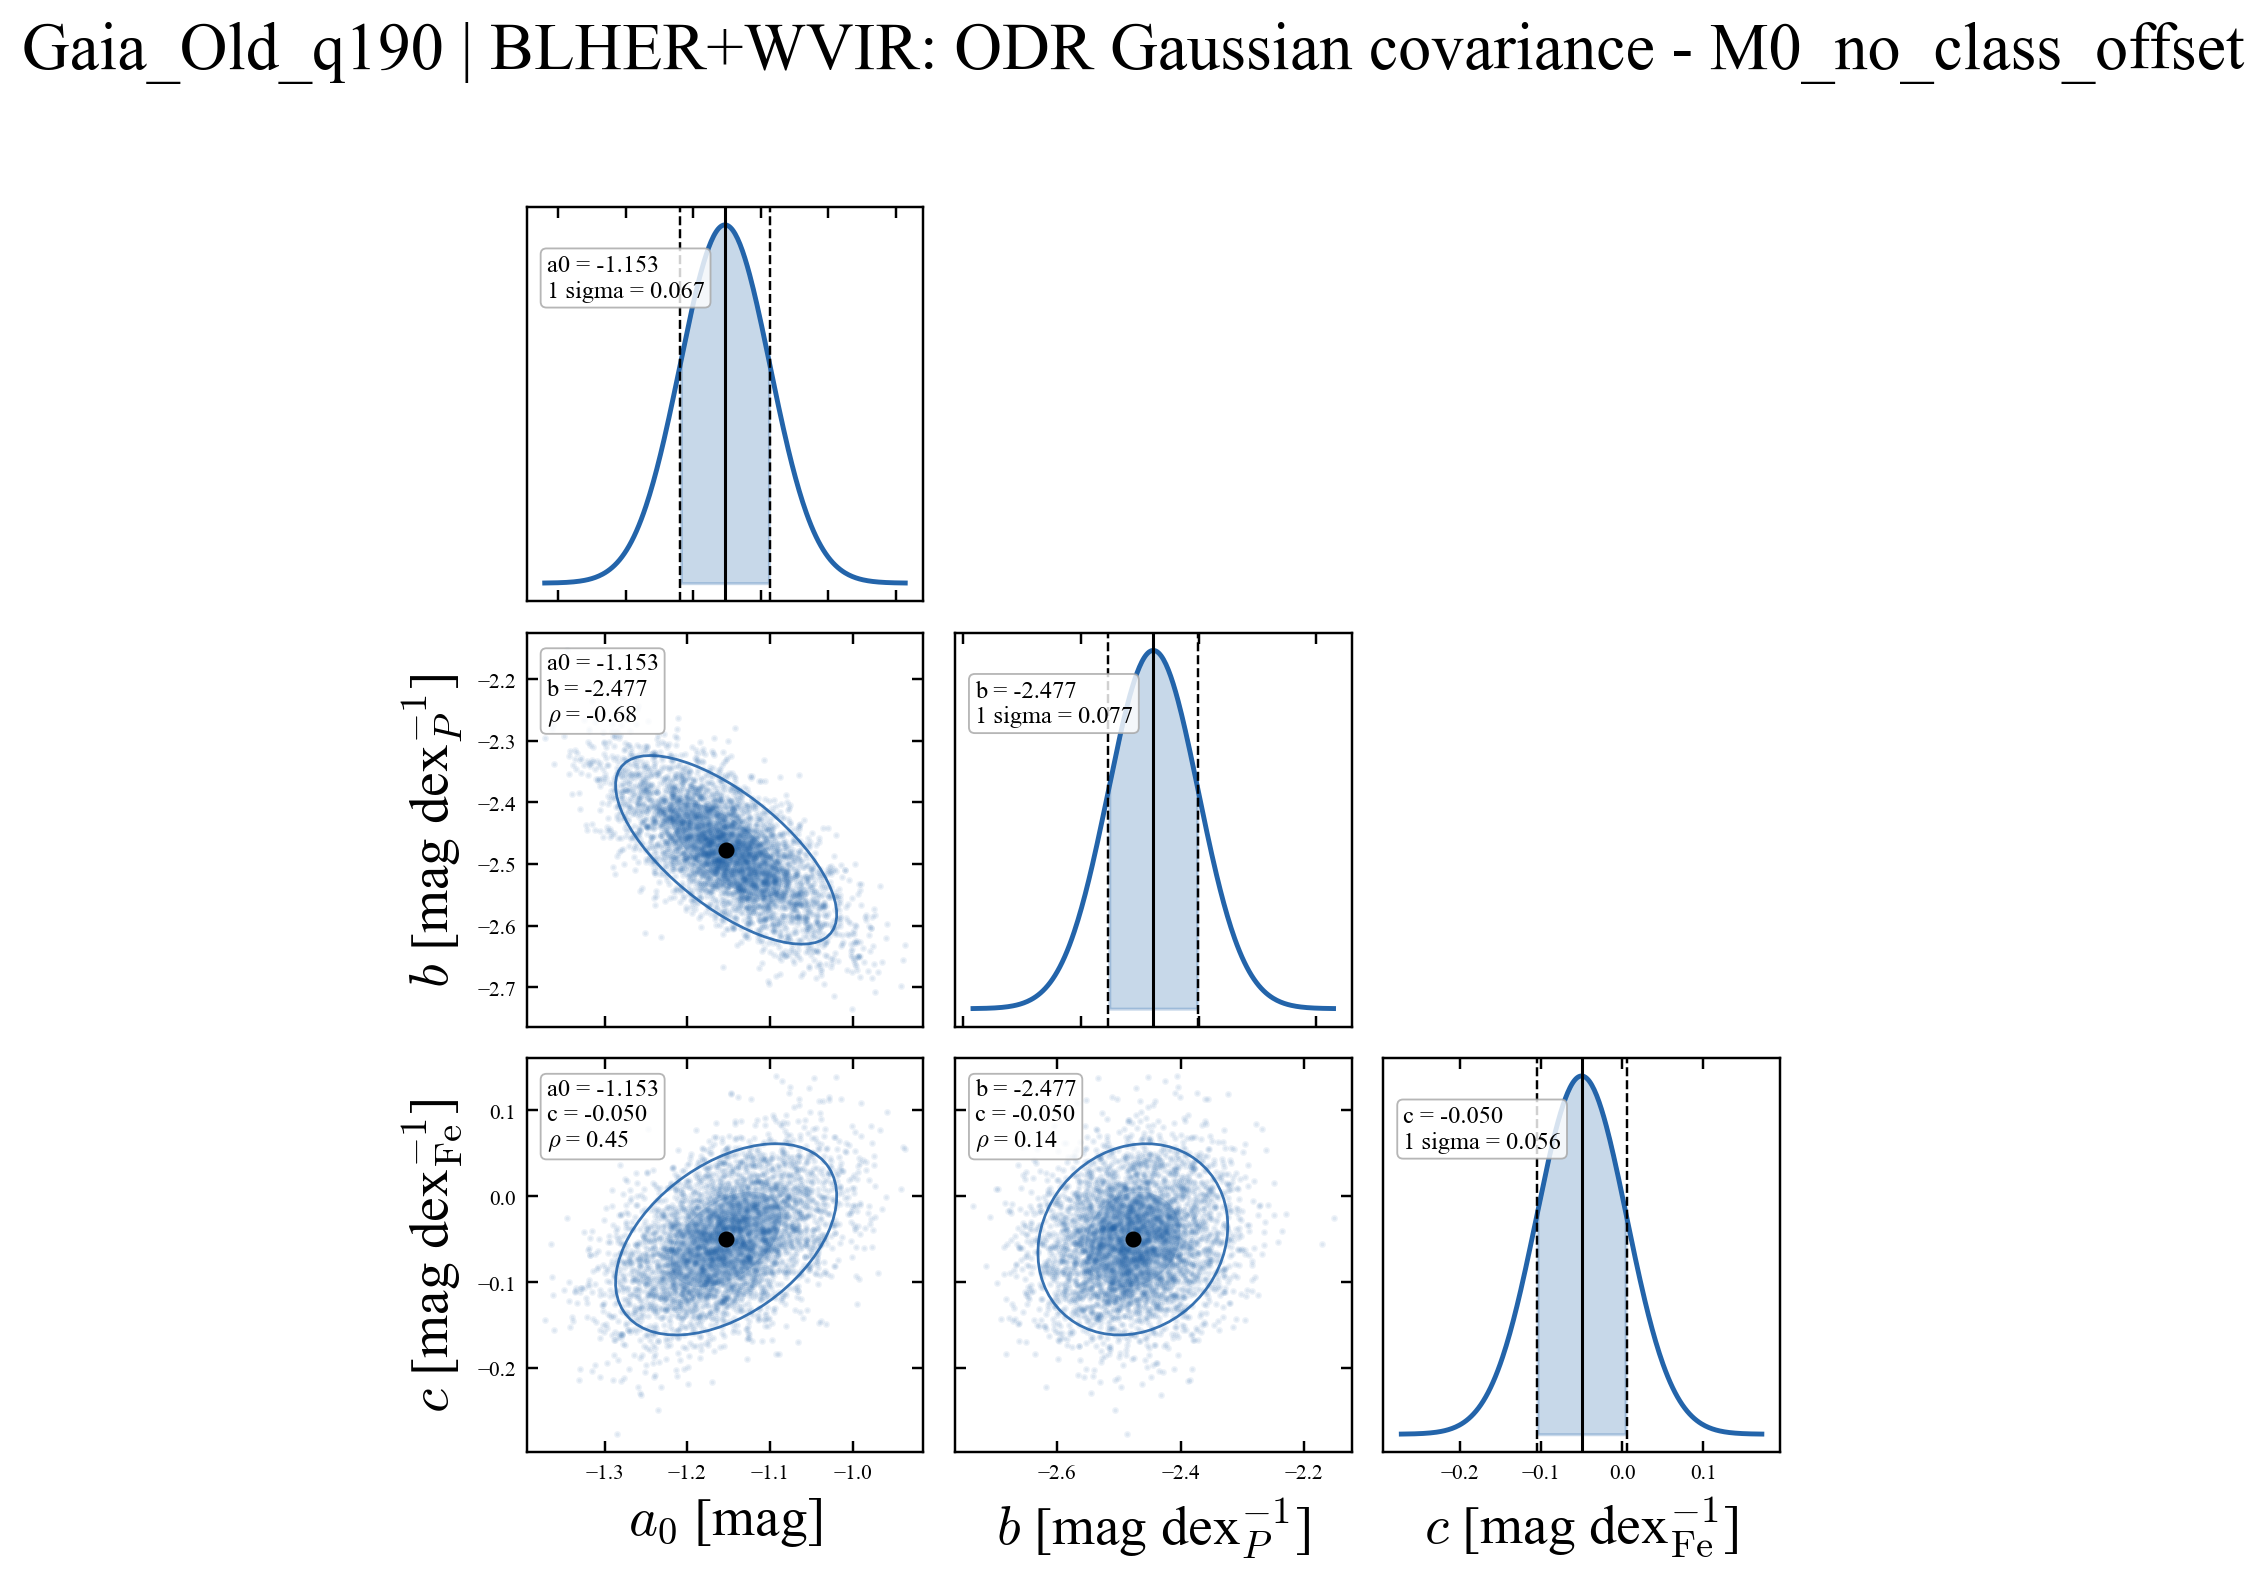 Gaia_Old_q190 | BLHER+WVIR: ODR Gaussian covariance - M0_no_class_offset
a0 = -1.153
1 sigma = 0.067
b [mag dex_P^{-1}]
−2.2
−2.3
−2.4
−2.5
−2.6
−2.7
a0 = -1.153
b = -2.477
ρ = -0.68
b = -2.477
1 sigma = 0.077
c [mag dex_Fe^{-1}]
0.1
0.0
−0.1
−0.2
a0 = -1.153
c = -0.050
ρ = 0.45
b = -2.477
c = -0.050
ρ = 0.14
c = -0.050
1 sigma = 0.056
−1.3 −1.2 −1.1 −1.0
−2.6 −2.4 −2.2
−0.2 −0.1 0.0 0.1
a_0 [mag]
b [mag dex_P^{-1}]
c [mag dex_Fe^{-1}]